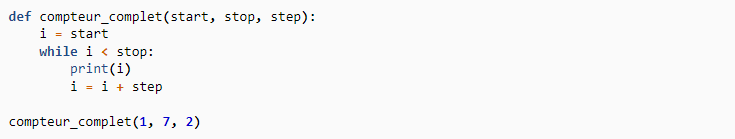 def compteur_complet(start, stop, step):
    i = start
    while i < stop:
        print(i)
        i = i + step

compteur_complet(1, 7, 2)